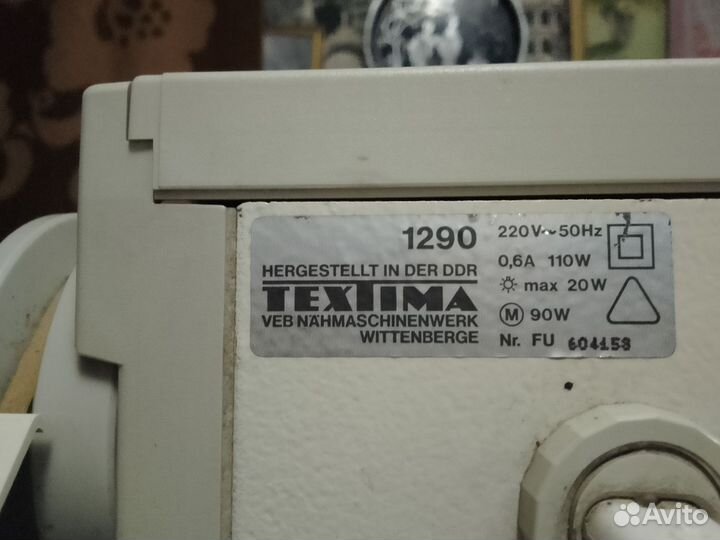 1290
HERGESTELLT IN DER DDR
TEXTIMA
VEB NÄHMASCHINENWERK
WITTENBERGE
220V~50Hz
0,6A 110W
max 20W
M 90W
Nr. FU 604153
Avito